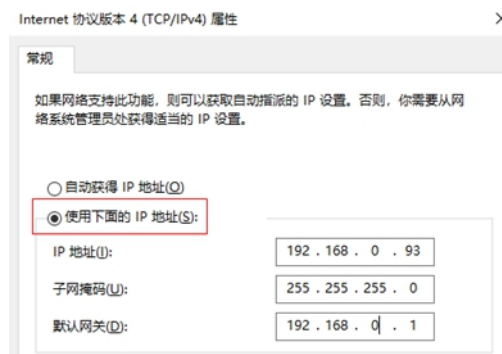 Internet 协议版本 4 (TCP/IPv4) 属性
常规
如果网络支持此功能，则可以获取自动指派的 IP 设置。否则，你需要从网
络系统管理员处获得适当的 IP 设置。
自动获得 IP 地址(O)
使用下面的 IP 地址(S):
IP 地址(I): 192 . 168 . 0 . 93
子网掩码(U): 255 . 255 . 255 . 0
默认网关(D): 192 . 168 . 0 . 1